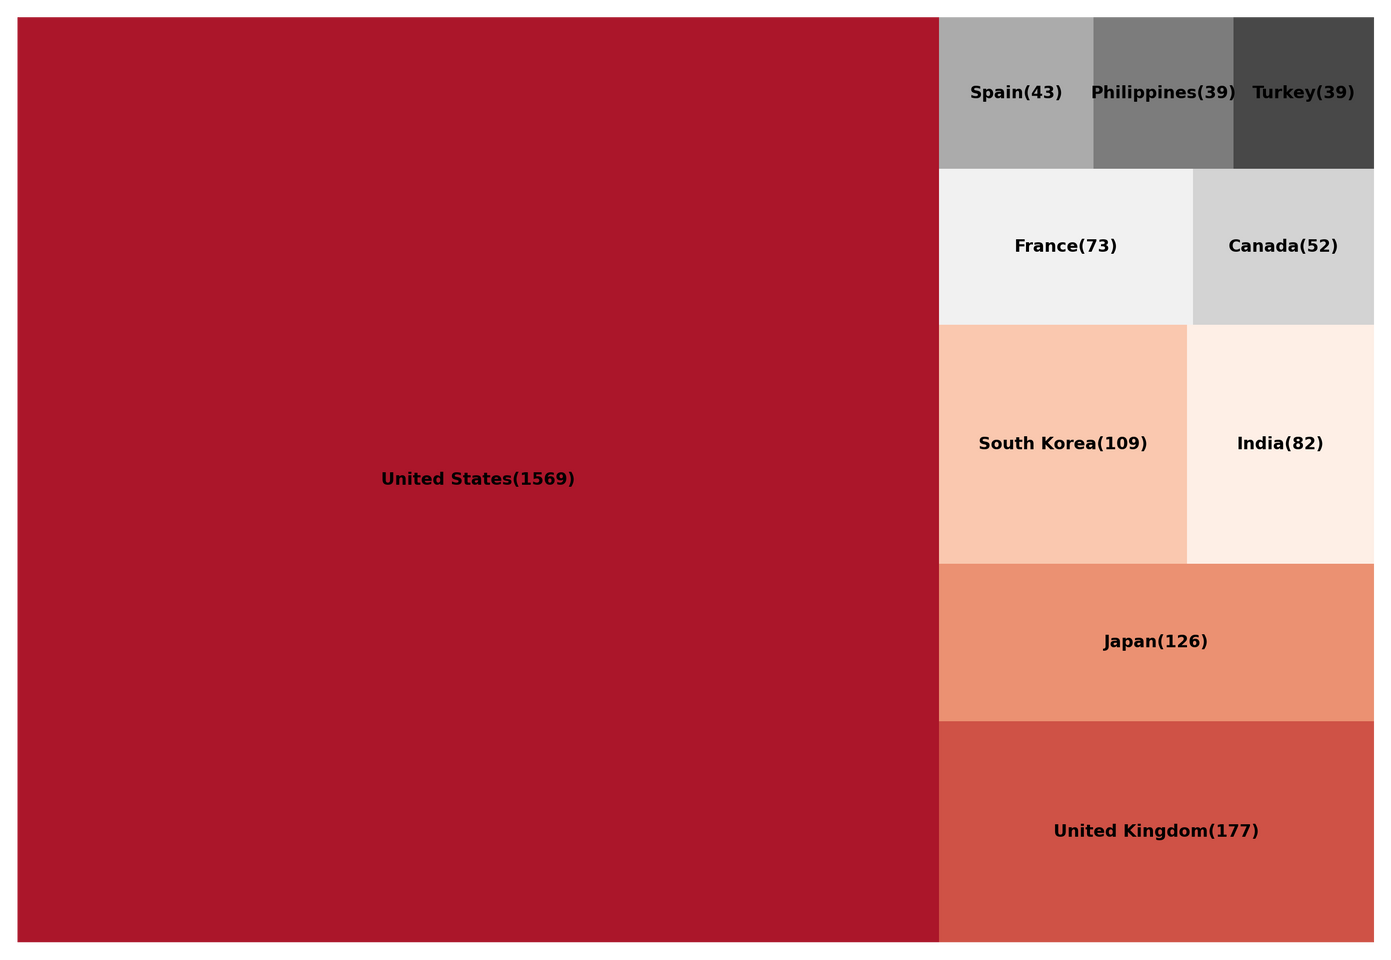 Spain(43)
Philippines(39)
Turkey(39)
France(73)
Canada(52)
South Korea(109)
India(82)
United States(1569)
Japan(126)
United Kingdom(177)